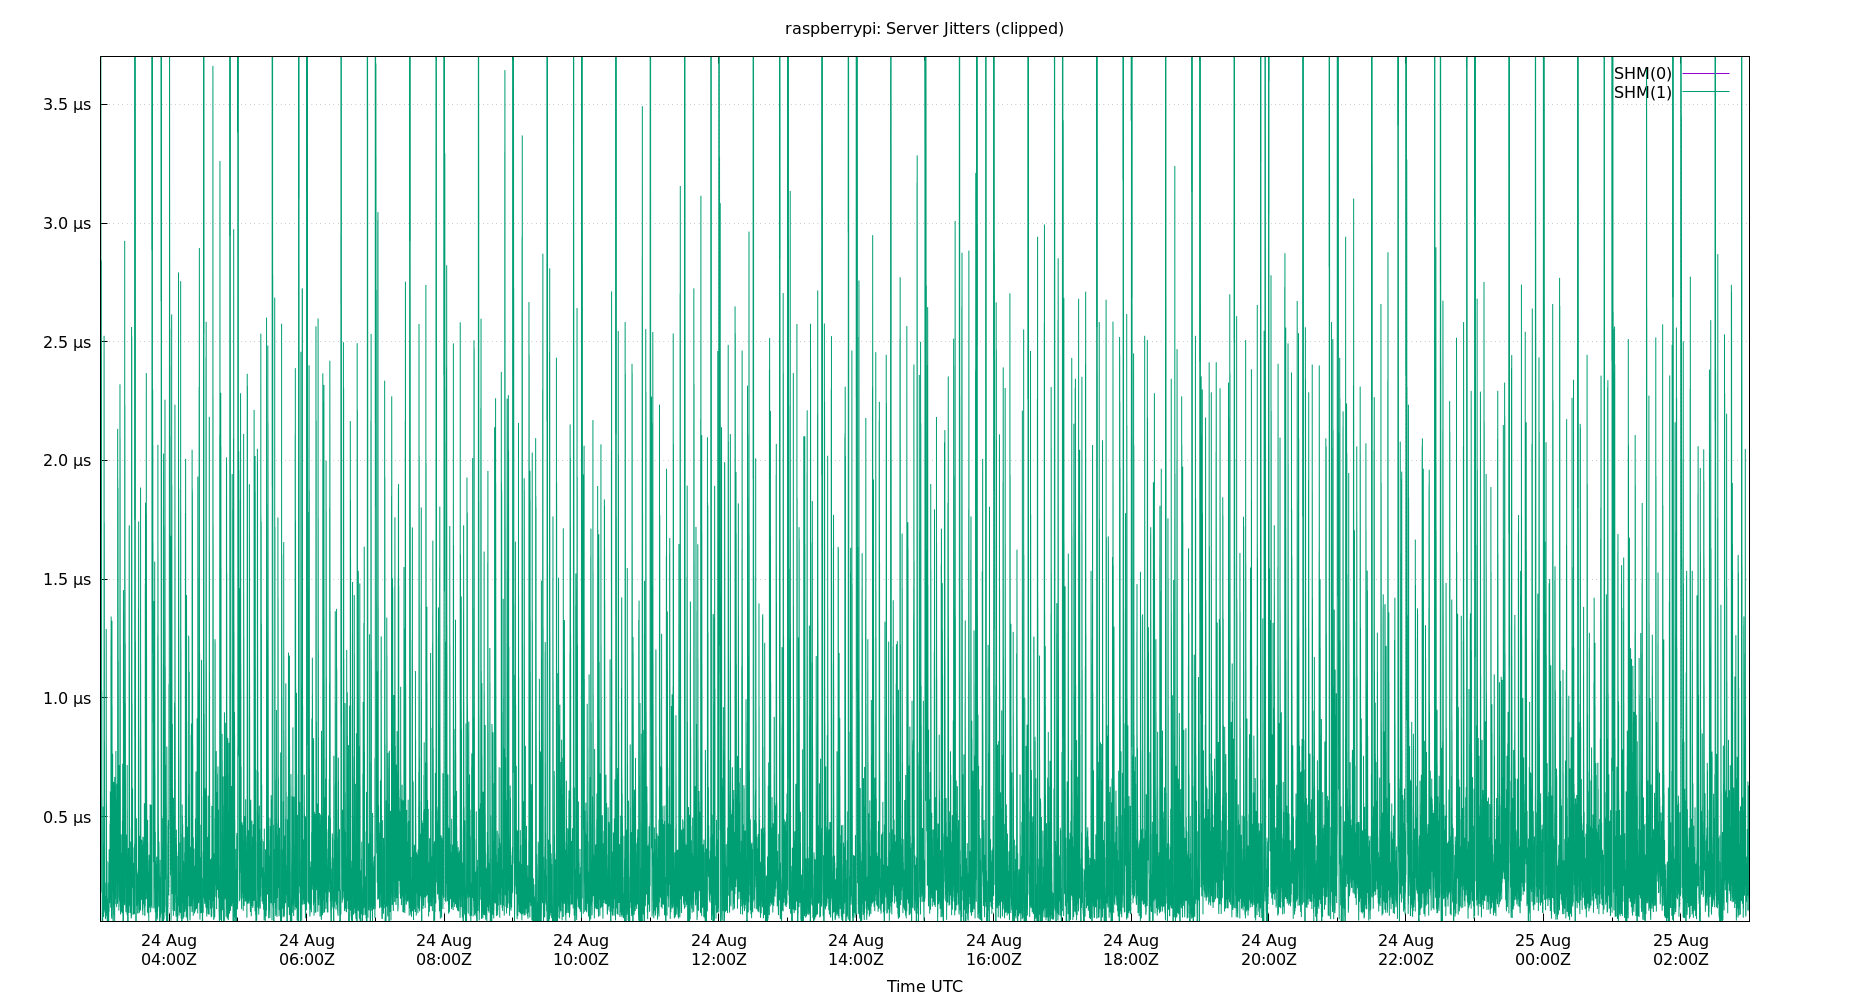 raspberrypi: Server Jitters (clipped)
SHM(0)
SHM(1)
3.5 µs
3.0 µs
2.5 µs
2.0 µs
1.5 µs
1.0 µs
0.5 µs
24 Aug 24 Aug 24 Aug 24 Aug 24 Aug 24 Aug 24 Aug 24 Aug 24 Aug 24 Aug 25 Aug 25 Aug
04:00Z 06:00Z 08:00Z 10:00Z 12:00Z 14:00Z 16:00Z 18:00Z 20:00Z 22:00Z 00:00Z 02:00Z
Time UTC